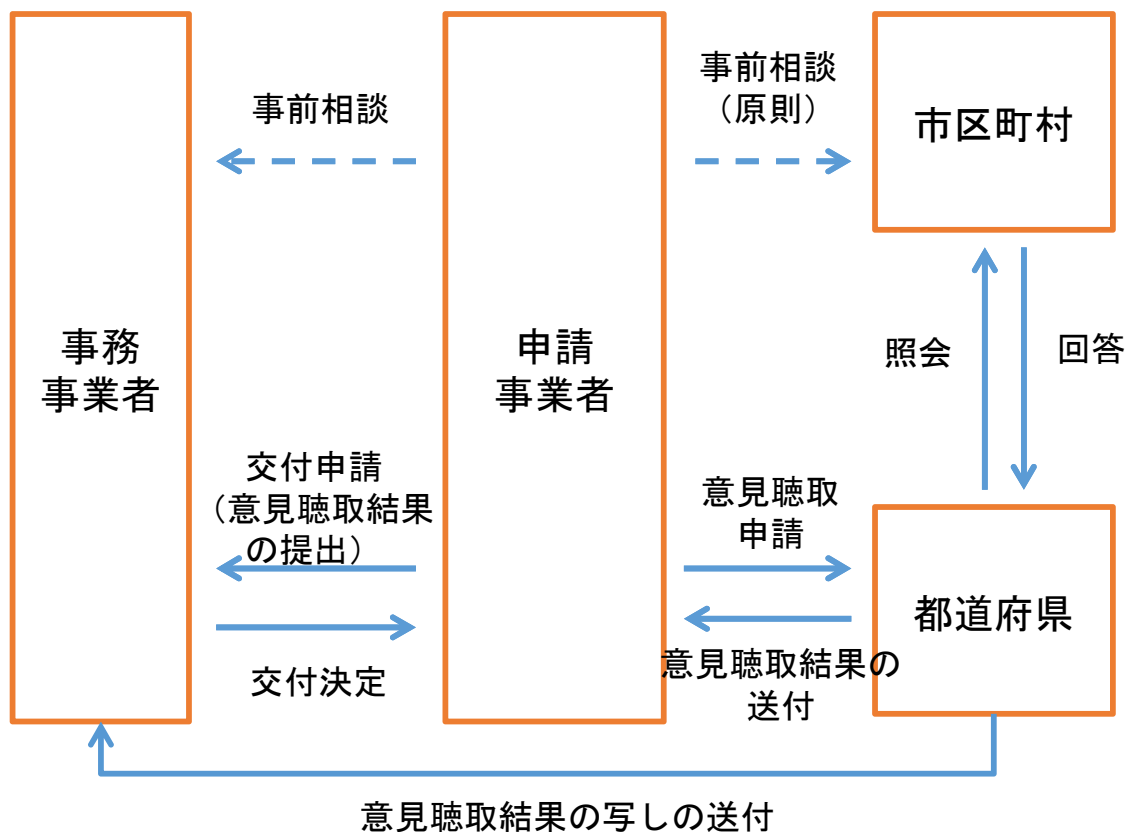 事前相談
事前相談
（原則）
市区町村
事務
事業者
申請
事業者
照会
回答
交付申請
（意見聴取結果
の提出）
意見聴取
申請
都道府県
交付決定
意見聴取結果の
送付
意見聴取結果の写しの送付